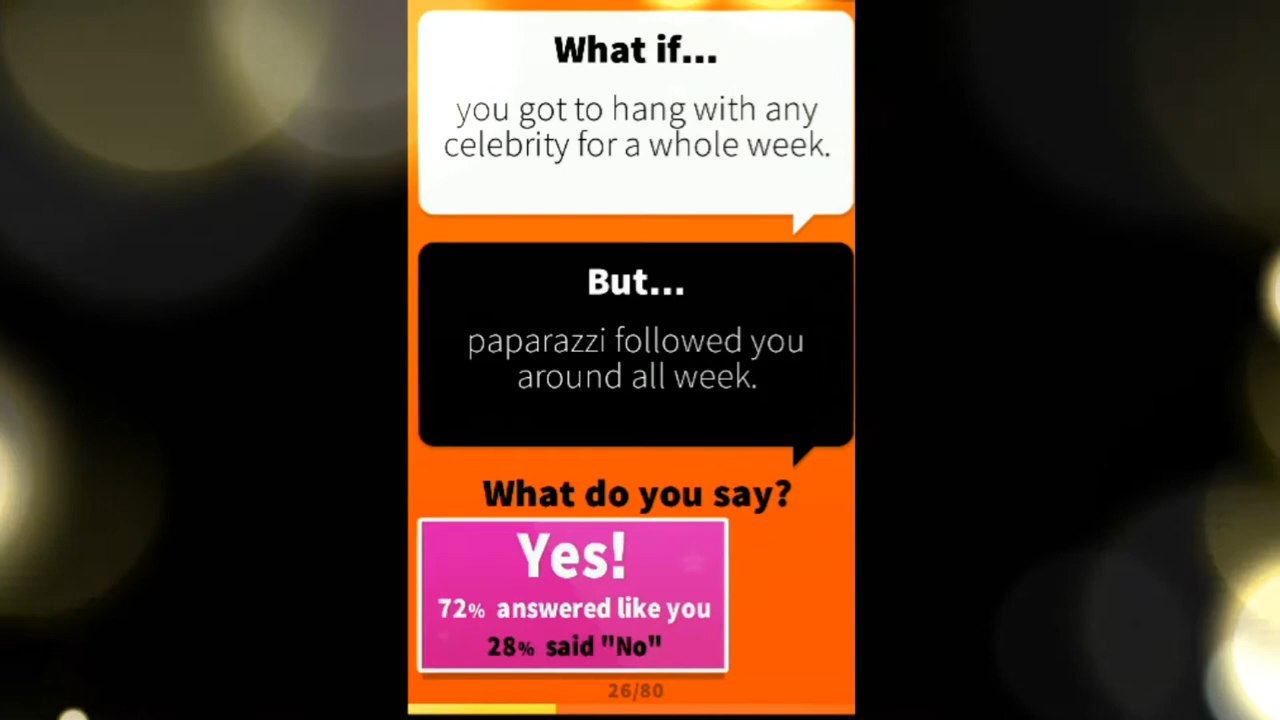 What if...
you got to hang with any
celebrity for a whole week.
But...
paparazzi followed you
around all week.
What do you say?
Yes!
72% answered like you
28% said "No"
26/80